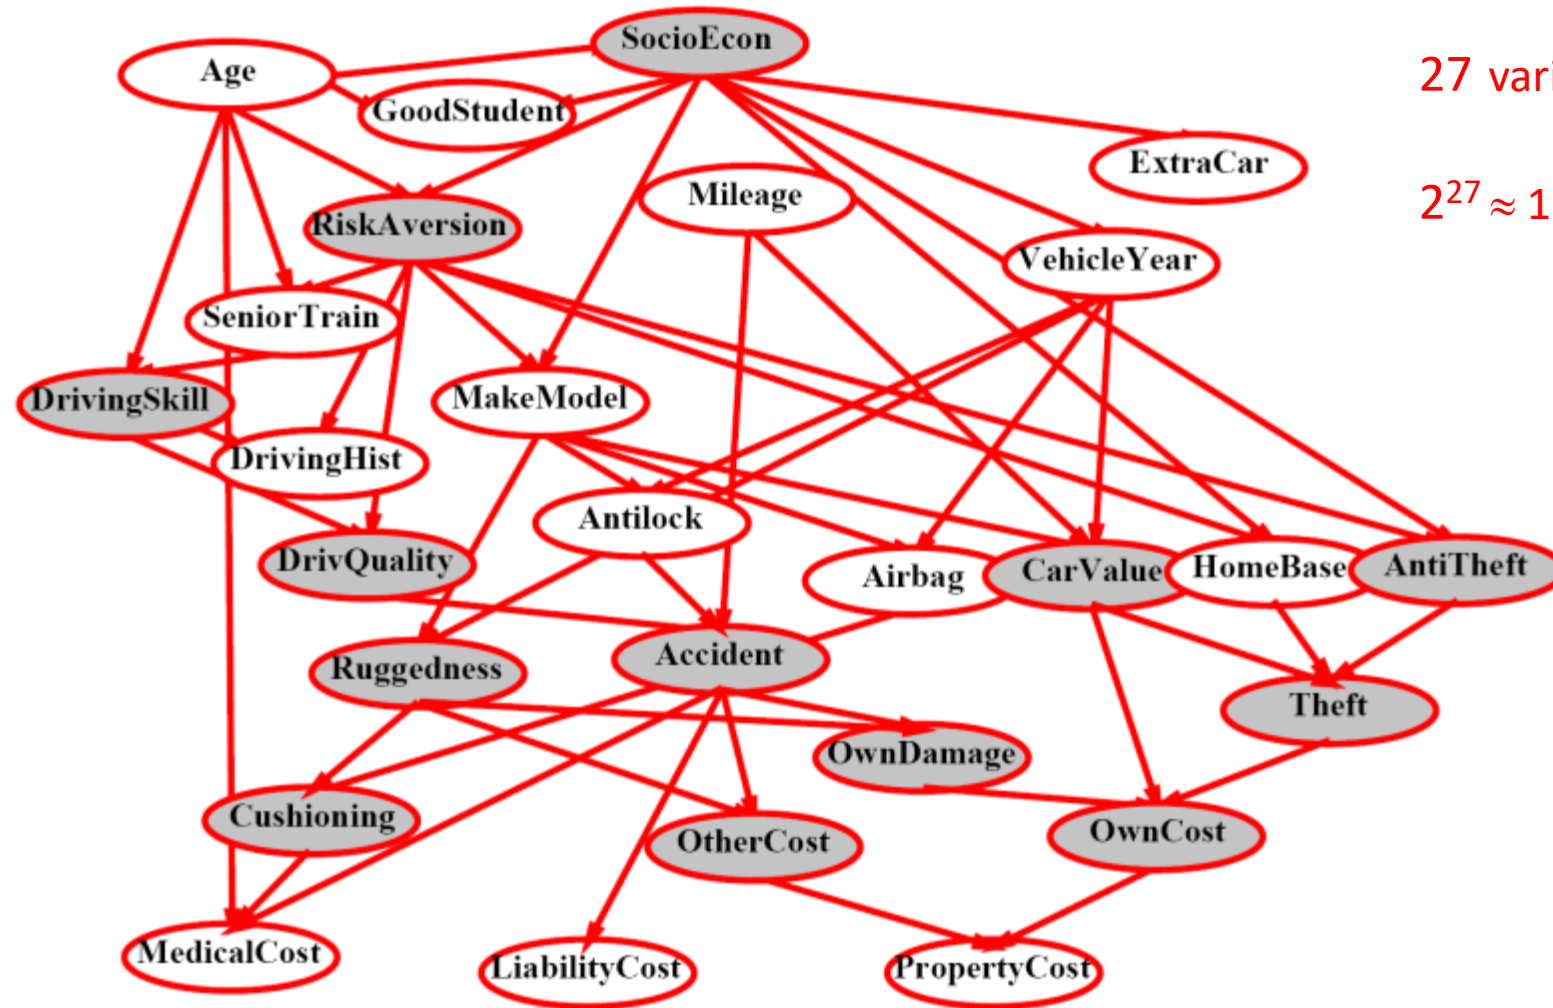 SocioEcon
Age
27 vari
GoodStudent
ExtraCar
Mileage
2²⁷ ≈ 1
RiskAversion
VehicleYear
SeniorTrain
DrivingSkill
MakeModel
DrivingHist
Antilock
DrivQuality
Airbag
CarValue
HomeBase
AntiTheft
Ruggedness
Accident
Theft
OwnDamage
Cushioning
OtherCost
OwnCost
MedicalCost
LiabilityCost
PropertyCost